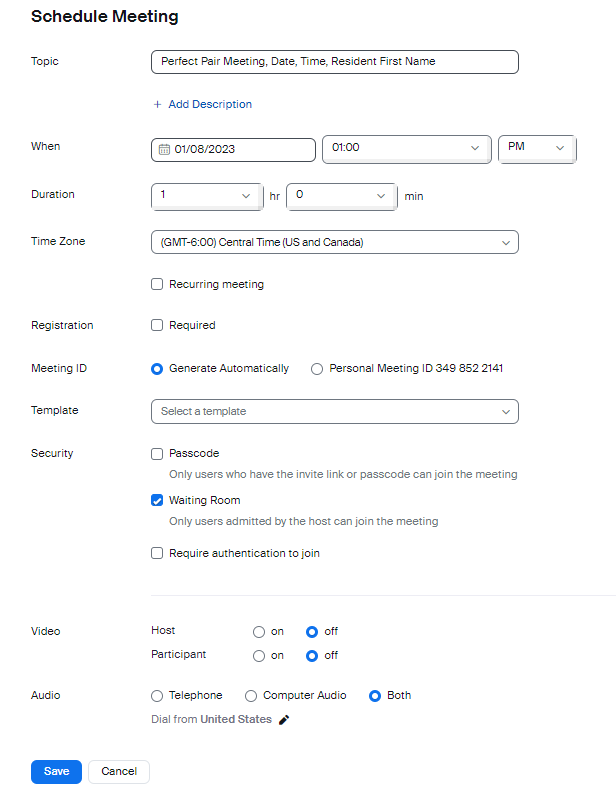 Schedule Meeting
Topic Perfect Pair Meeting, Date, Time, Resident First Name
+ Add Description
When 01/08/2023 01:00 PM
Duration 1 hr 0 min
Time Zone (GMT-6:00) Central Time (US and Canada)
Recurring meeting
Registration Required
Meeting ID Generate Automatically Personal Meeting ID 349 852 2141
Template Select a template
Security Passcode
Only users who have the invite link or passcode can join the meeting
Waiting Room
Only users admitted by the host can join the meeting
Require authentication to join
Video Host on off
Participant on off
Audio Telephone Computer Audio Both
Dial from United States
Save Cancel